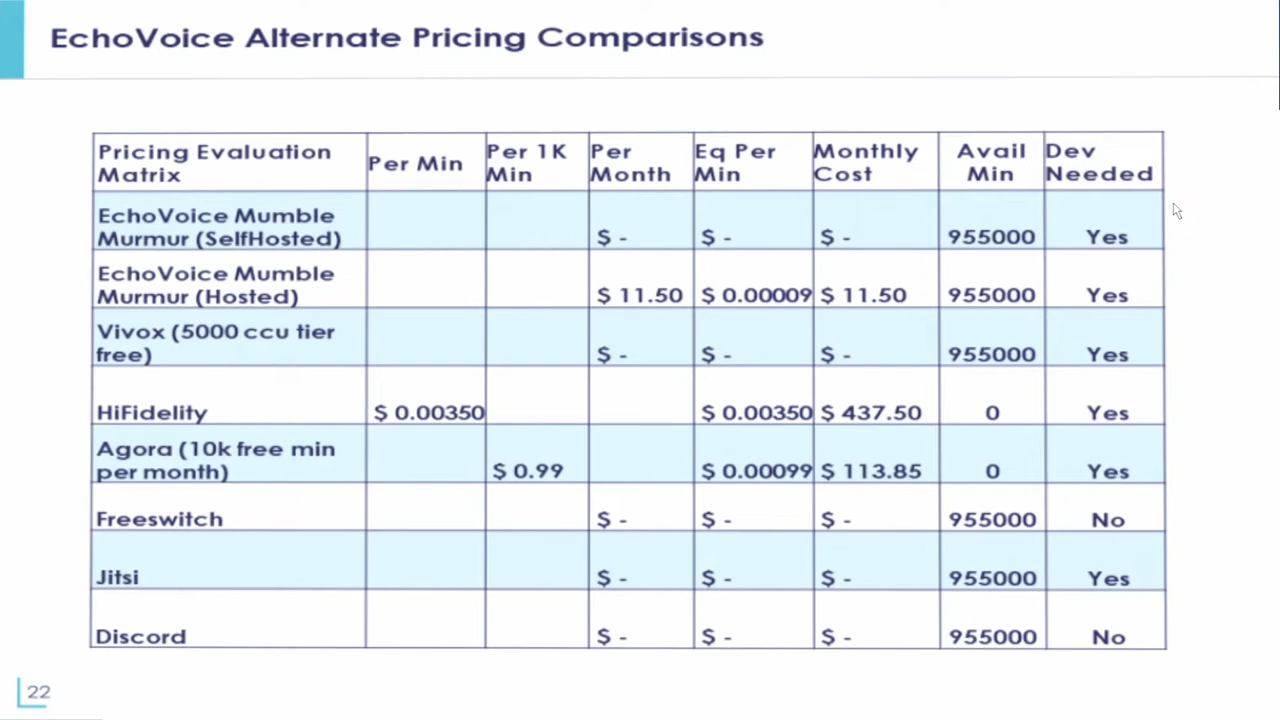 EchoVoice Alternate Pricing Comparisons
Pricing Evaluation Matrix Per Min Per 1K Min Per Month Eq Per Min Monthly Cost Avail Min Dev Needed
EchoVoice Mumble Murmur (SelfHosted) $ - $ - $ - 955000 Yes
EchoVoice Mumble Murmur (Hosted) $ 11.50 $ 0.00009 $ 11.50 955000 Yes
Vivox (5000 ccu tier free) $ - $ - $ - 955000 Yes
HiFidelity $ 0.00350 $ 0.00350 $ 437.50 0 Yes
Agora (10k free min per month) $ 0.99 $ 0.00099 $ 113.85 0 Yes
Freeswitch $ - $ - $ - 955000 No
Jitsi $ - $ - $ - 955000 Yes
Discord $ - $ - $ - 955000 No
22